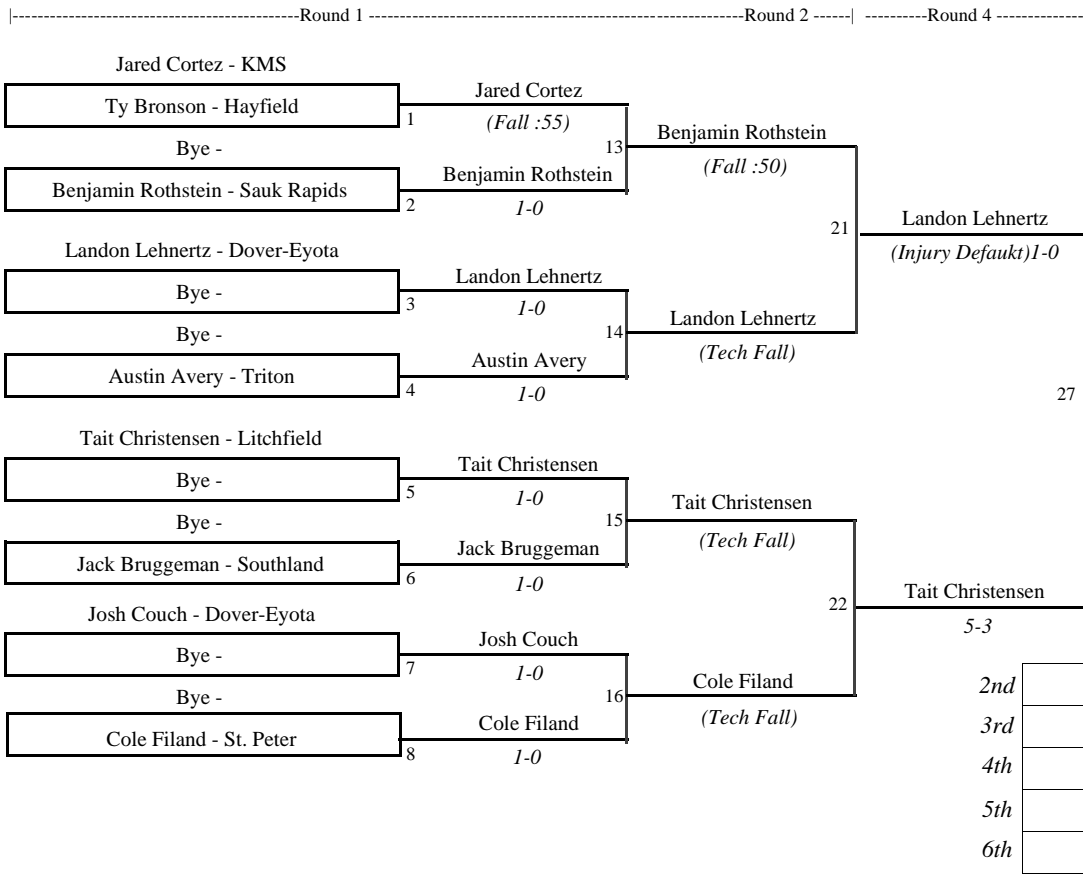 |---------------------------------------------Round 1 -----------------------------------------------------------Round 2 ------| ----------Round 4 -------------
Jared Cortez - KMS
Ty Bronson - Hayfield
1
Jared Cortez
(Fall :55)
Bye -
Benjamin Rothstein - Sauk Rapids
2
Benjamin Rothstein
1-0
13
Benjamin Rothstein
(Fall :50)
Landon Lehnertz - Dover-Eyota
Bye -
3
Landon Lehnertz
1-0
Bye -
Austin Avery - Triton
4
Austin Avery
1-0
14
Landon Lehnertz
(Tech Fall)
21
Landon Lehnertz
(Injury Defaukt)1-0
27
Tait Christensen - Litchfield
Bye -
5
Tait Christensen
1-0
Bye -
Jack Bruggeman - Southland
6
Jack Bruggeman
1-0
15
Tait Christensen
(Tech Fall)
Josh Couch - Dover-Eyota
Bye -
7
Josh Couch
1-0
Bye -
Cole Filand - St. Peter
8
Cole Filand
1-0
16
Cole Filand
(Tech Fall)
22
Tait Christensen
5-3
2nd
3rd
4th
5th
6th